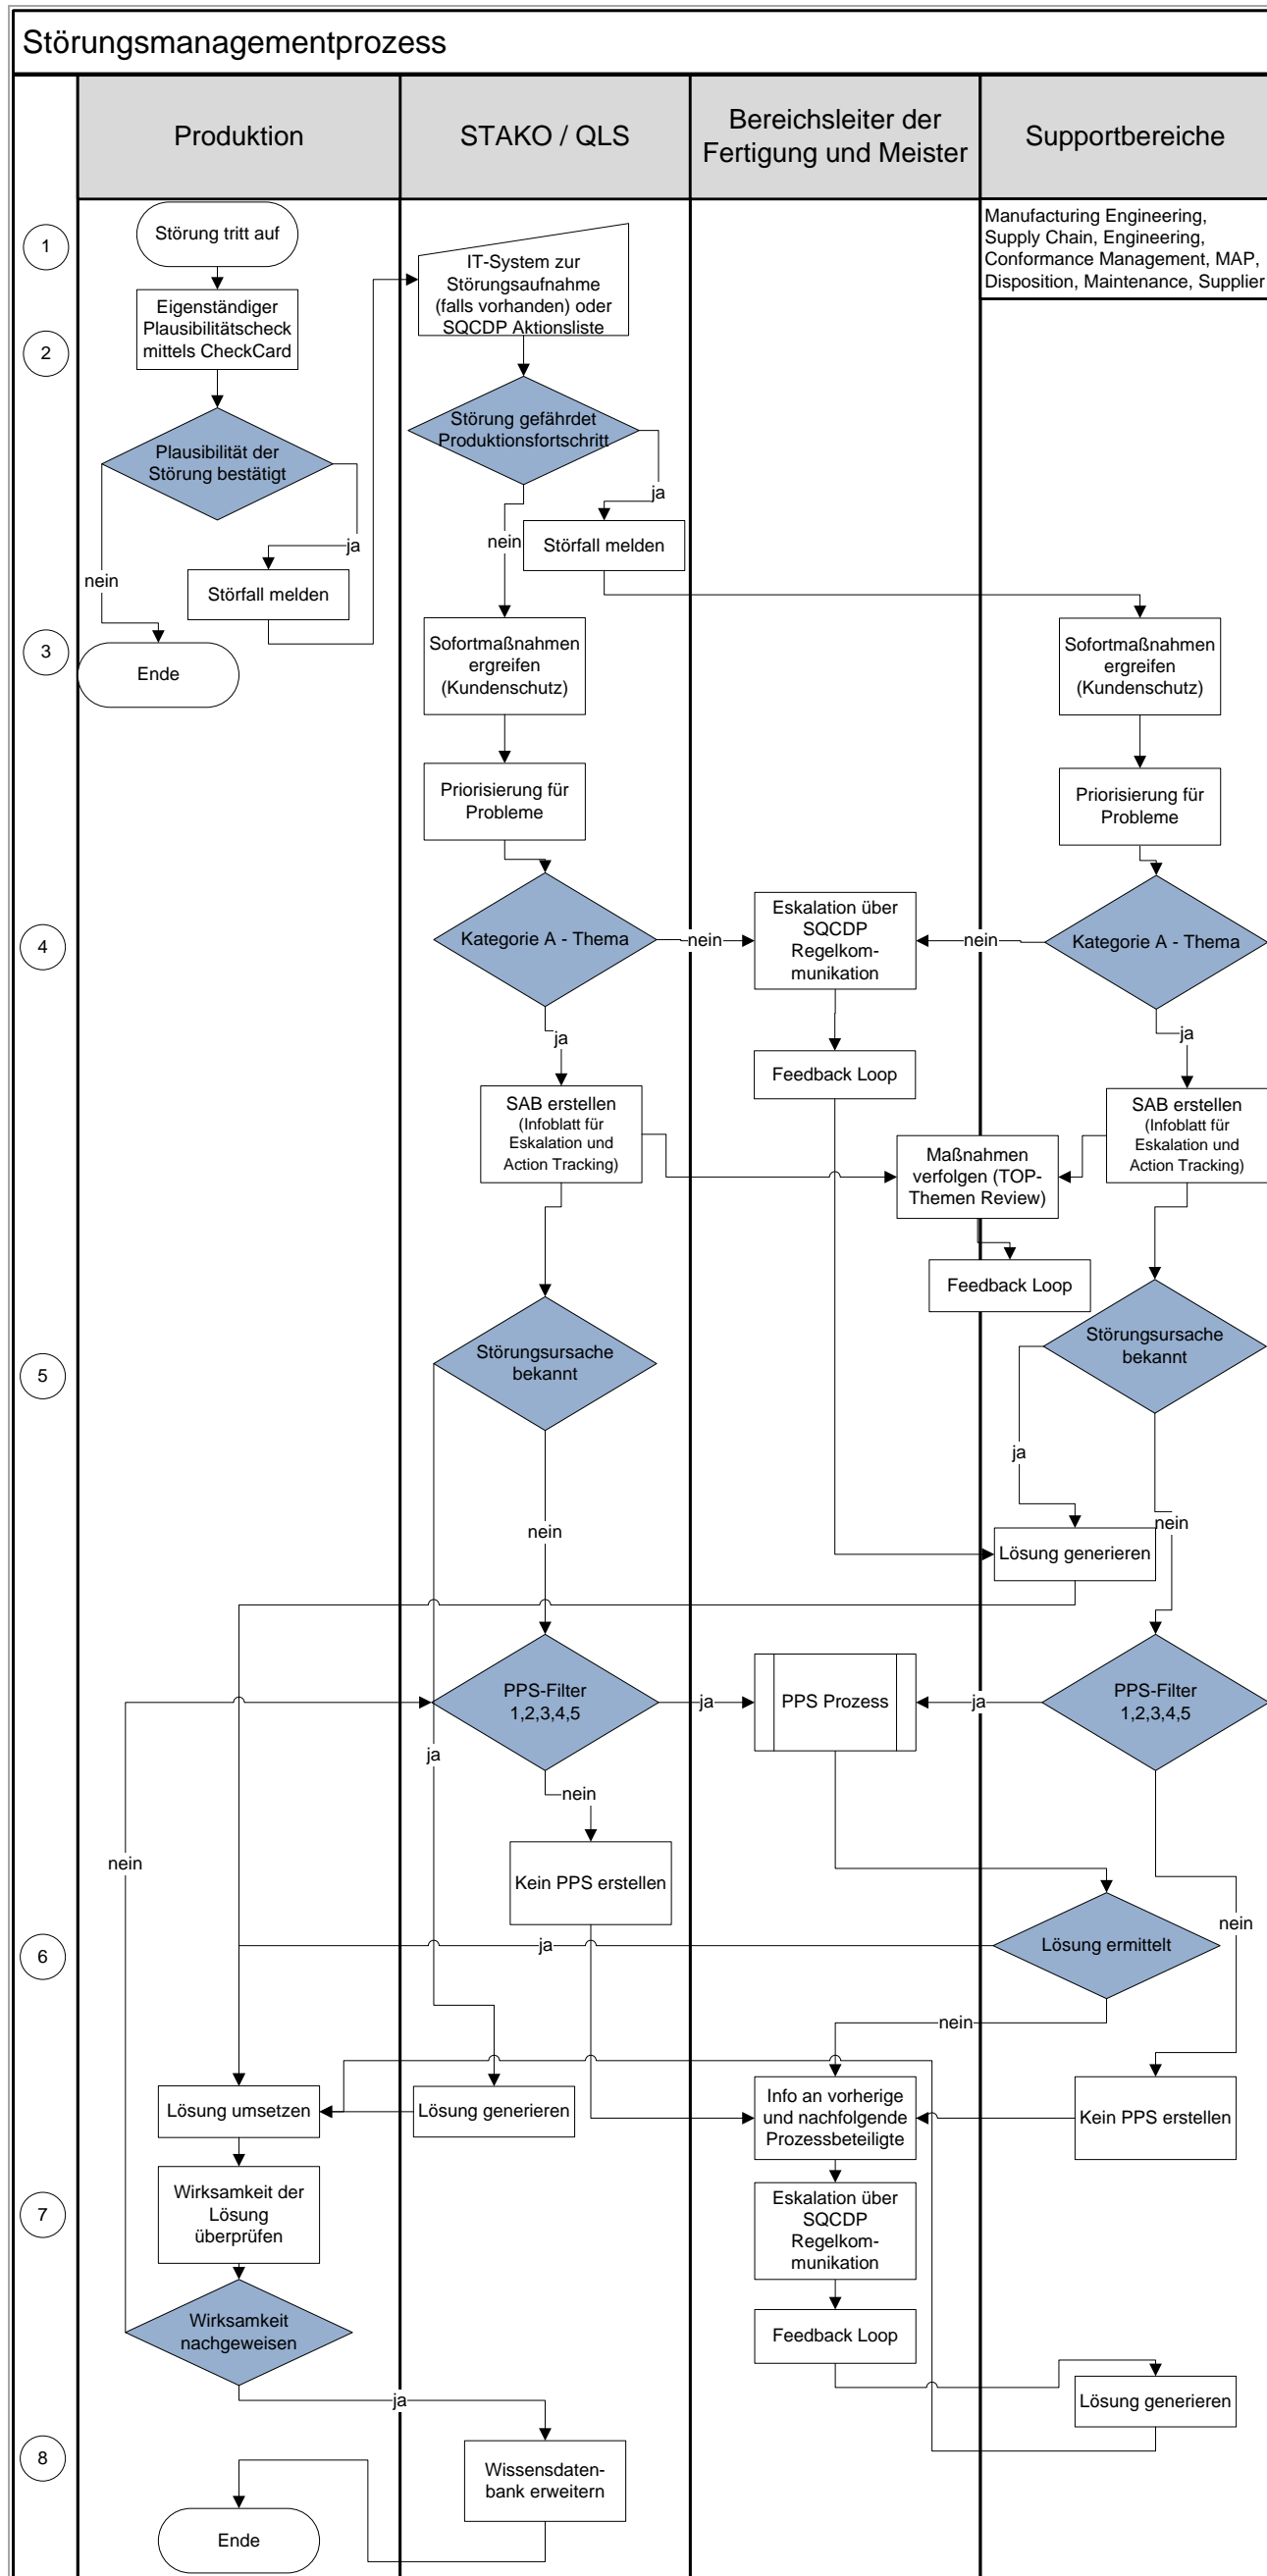 Störungsmanagementprozess
Produktion
STAKO / QLS
Bereichsleiter der
Fertigung und Meister
Supportbereiche
1
Störung tritt auf
IT-System zur
Störungsaufnahme
(falls vorhanden) oder
SQCDP Aktionsliste
Manufacturing Engineering,
Supply Chain, Engineering,
Conformance Management, MAP,
Disposition, Maintenance, Supplier
2
Eigenständiger
Plausibilitätscheck
mittels CheckCard
Störung gefährdet
Produktionsfortschritt
Plausibilität der
Störung bestätigt
ja
nein
Störfall melden
ja
nein
Störfall melden
3
Ende
Sofortmaßnahmen
ergreifen
(Kundenschutz)
Sofortmaßnahmen
ergreifen
(Kundenschutz)
Priorisierung für
Probleme
Priorisierung für
Probleme
4
Kategorie A - Thema
nein
Eskalation über
SQCDP
Regelkom-
munikation
nein
Kategorie A - Thema
ja
ja
Feedback Loop
SAB erstellen
(Infoblatt für
Eskalation und
Action Tracking)
SAB erstellen
(Infoblatt für
Eskalation und
Action Tracking)
Maßnahmen
verfolgen (TOP-
Themen Review)
Feedback Loop
5
Störungsursache
bekannt
Störungsursache
bekannt
ja
nein
nein
Lösung generieren
PPS-Filter
1,2,3,4,5
ja
PPS Prozess
ja
PPS-Filter
1,2,3,4,5
ja
nein
nein
Kein PPS erstellen
nein
6
ja
Lösung ermittelt
nein
Lösung umsetzen
Lösung generieren
Info an vorherige
und nachfolgende
Prozessbeteiligte
Kein PPS erstellen
7
Wirksamkeit der
Lösung
überprüfen
Eskalation über
SQCDP
Regelkom-
munikation
Wirksamkeit
nachgeweisen
Feedback Loop
ja
Lösung generieren
8
Wissensdaten-
bank erweitern
Ende
nein